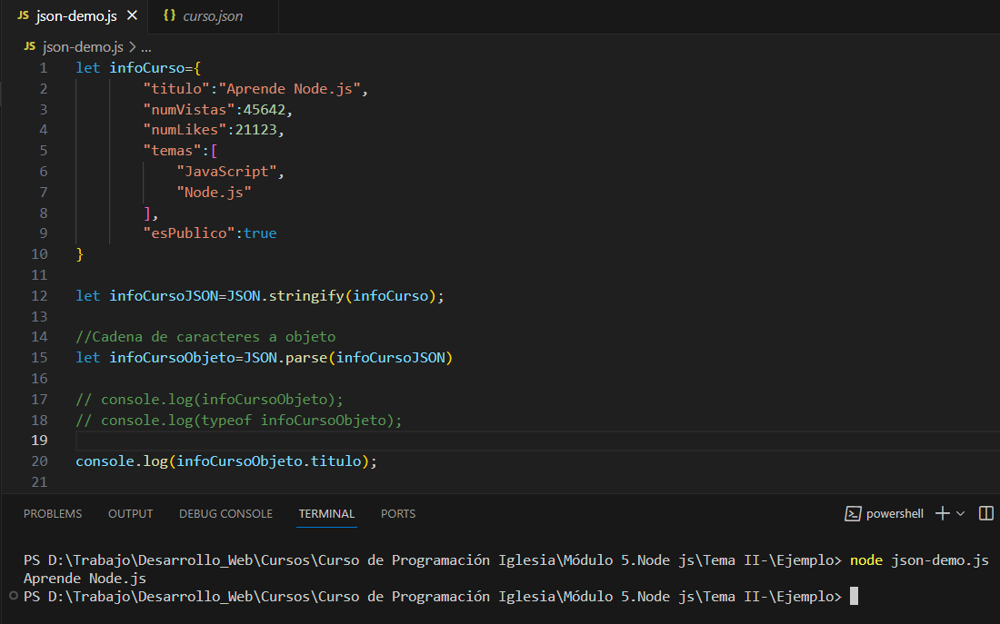 JS json-demo.js
{} curso.json
JS json-demo.js > ...
1 let infoCurso={
2 "titulo":"Aprende Node.js",
3 "numVistas":45642,
4 "numLikes":21123,
5 "temas":[
6 "JavaScript",
7 "Node.js"
8 ],
9 "esPublico":true
10 }
11
12 let infoCursoJSON=JSON.stringify(infoCurso);
13
14 //Cadena de caracteres a objeto
15 let infoCursoObjeto=JSON.parse(infoCursoJSON)
16
17 // console.log(infoCursoObjeto);
18 // console.log(typeof infoCursoObjeto);
19
20 console.log(infoCursoObjeto.titulo);
21
PROBLEMS OUTPUT DEBUG CONSOLE TERMINAL PORTS powershell
PS D:\Trabajo\Desarrollo_Web\Cursos\Curso de Programación Iglesia\Módulo 5.Node js\Tema II-\Ejemplo> node json-demo.js
Aprende Node.js
PS D:\Trabajo\Desarrollo_Web\Cursos\Curso de Programación Iglesia\Módulo 5.Node js\Tema II-\Ejemplo>